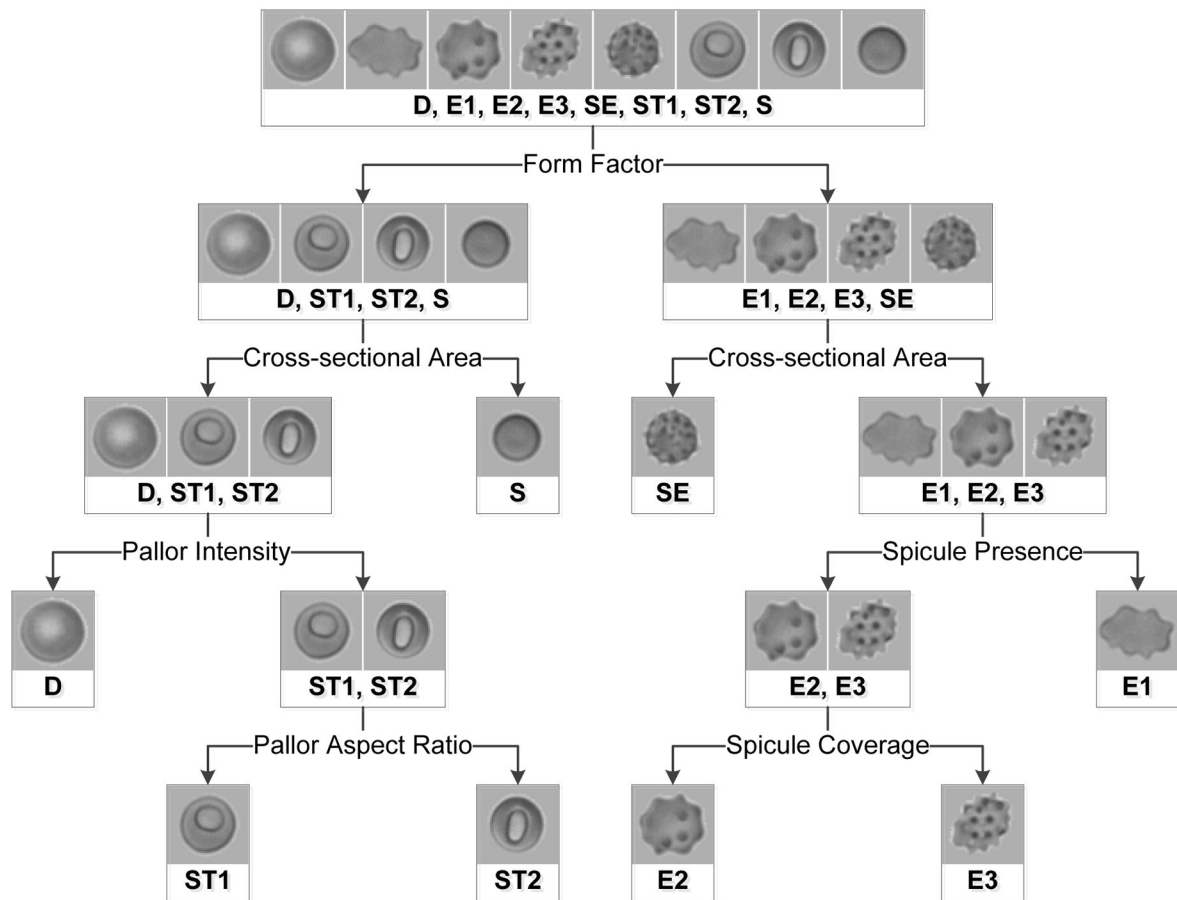 D, E1, E2, E3, SE, ST1, ST2, S
Form Factor
D, ST1, ST2, S
E1, E2, E3, SE
Cross-sectional Area
Cross-sectional Area
D, ST1, ST2
S
SE
E1, E2, E3
Pallor Intensity
Spicule Presence
D
ST1, ST2
E2, E3
E1
Pallor Aspect Ratio
Spicule Coverage
ST1
ST2
E2
E3